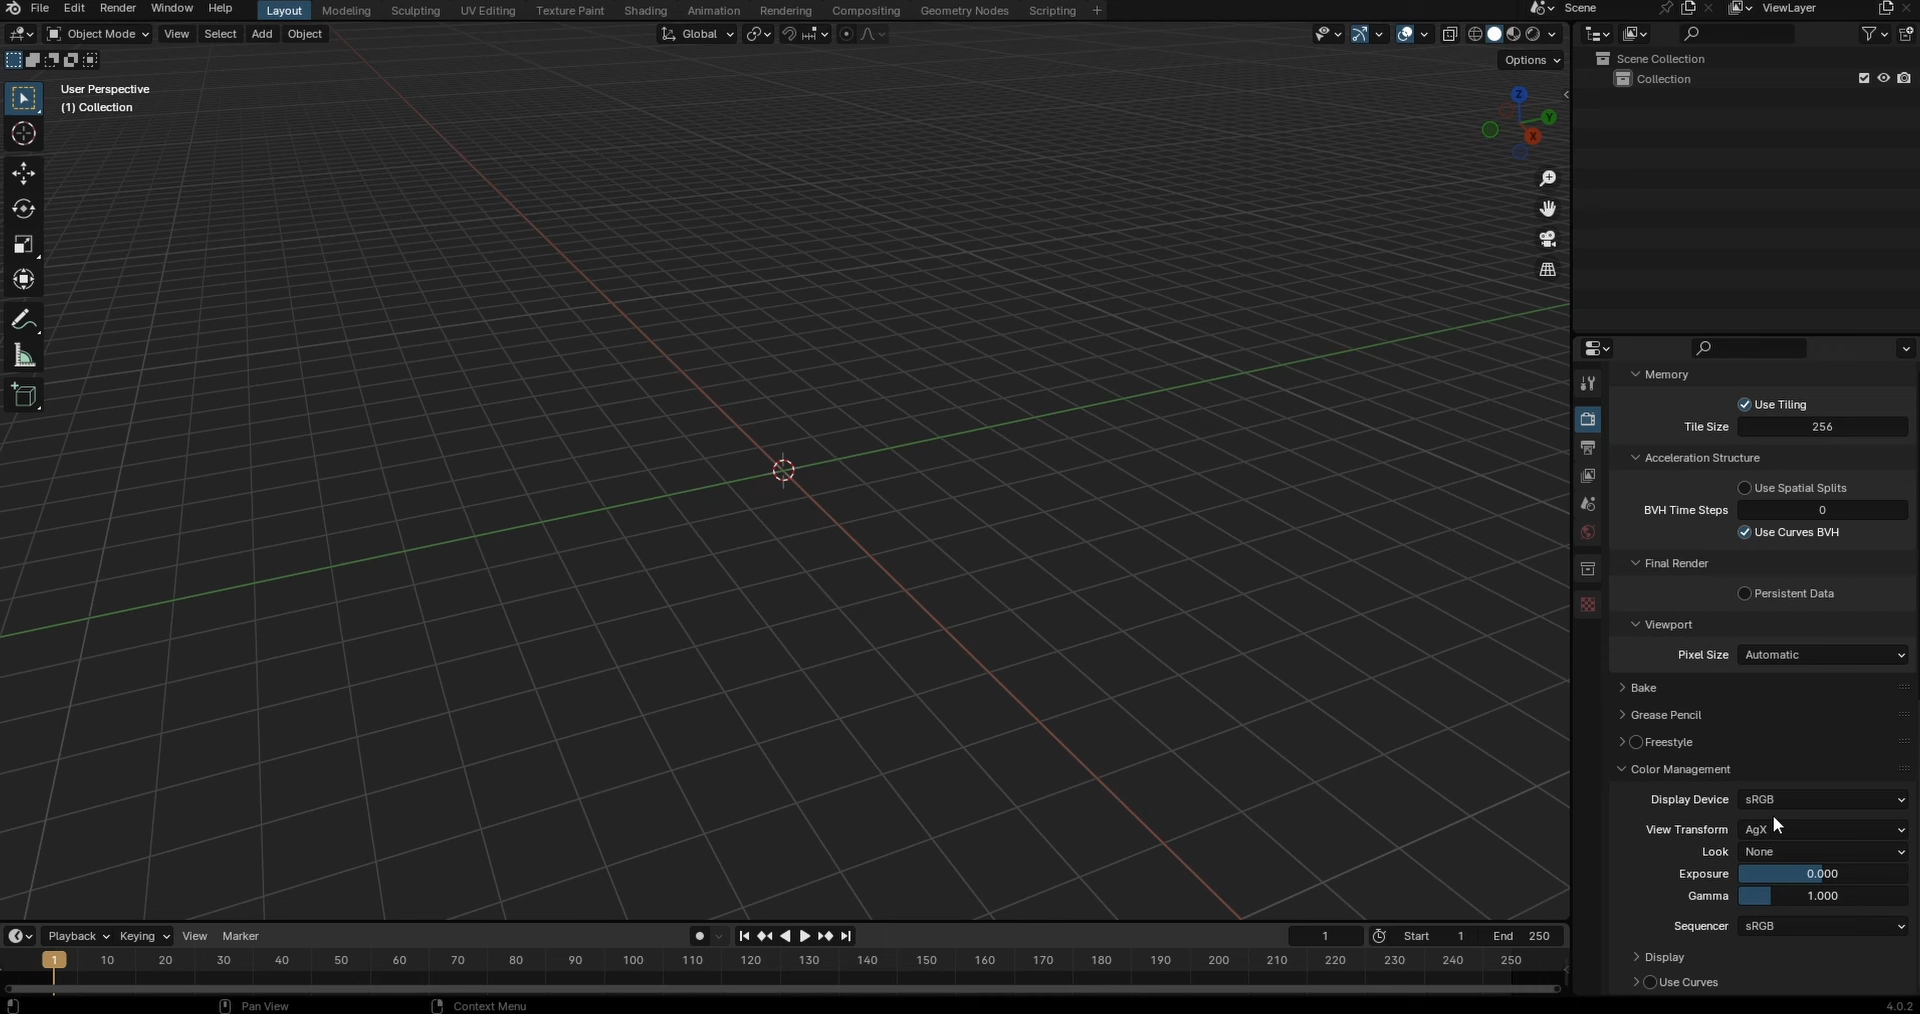 File Edit Render Window Help Layout Modeling Sculpting UV Editing Texture Paint Shading Animation Rendering Compositing Geometry Nodes Scripting + Scene ViewLayer
Object Mode View Select Add Object Global
Options
User Perspective
(1) Collection
Z
Y
X
Scene Collection
Collection
Memory
Use Tiling
Tile Size 256
Acceleration Structure
Use Spatial Splits
BVH Time Steps 0
Use Curves BVH
Final Render
Persistent Data
Viewport
Pixel Size Automatic
Bake
Grease Pencil
Freestyle
Color Management
Display Device sRGB
View Transform AgX
Look None
Exposure 0.000
Gamma 1.000
Sequencer sRGB
Display
Use Curves
Playback Keying View Marker 1 Start 1 End 250
1 10 20 30 40 50 60 70 80 90 100 110 120 130 140 150 160 170 180 190 200 210 220 230 240 250
Pan View Context Menu 4.0.2